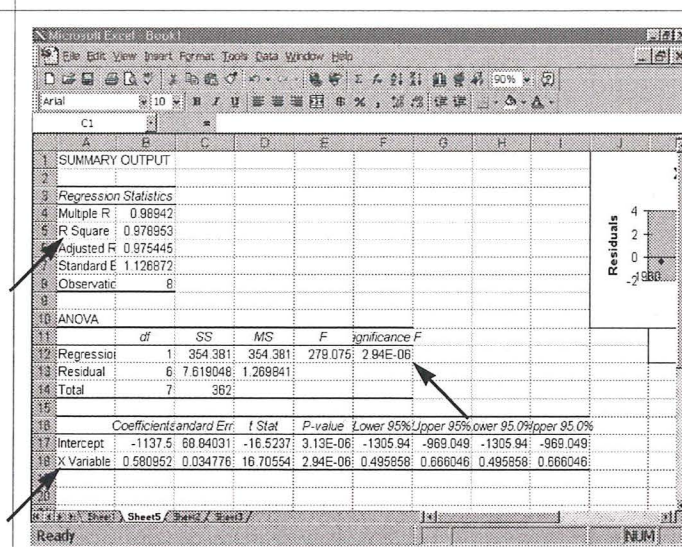 Microsoft Excel - Book1
File Edit View Insert Format Tools Data Window Help
90%
Arial 10 B I U $ % ,
C1 =
A B C D E F G H I J
1 SUMMARY OUTPUT
2
3 Regression Statistics
4 Multiple R 0.98942
5 R Square 0.978953
6 Adjusted R 0.975445
7 Standard E 1.126872
8 Observatio 8
9
10 ANOVA
11 df SS MS F ignificance F
12 Regressio 1 354.381 354.381 279.075 2.94E-06
13 Residual 6 7.619048 1.269841
14 Total 7 362
15
16 Coefficients andard Err t Stat P-value Lower 95% Upper 95% ower 95.0% pper 95.0%
17 Intercept -1137.5 68.84031 -16.5237 3.13E-06 -1305.94 -969.049 -1305.94 -969.049
18 X Variable 0.580952 0.034776 16.70554 2.94E-06 0.495858 0.666046 0.495858 0.666046
20
Residuals
4
2
0
-2
Sheet1 Sheet5 Sheet2 Sheet3
Ready NUM